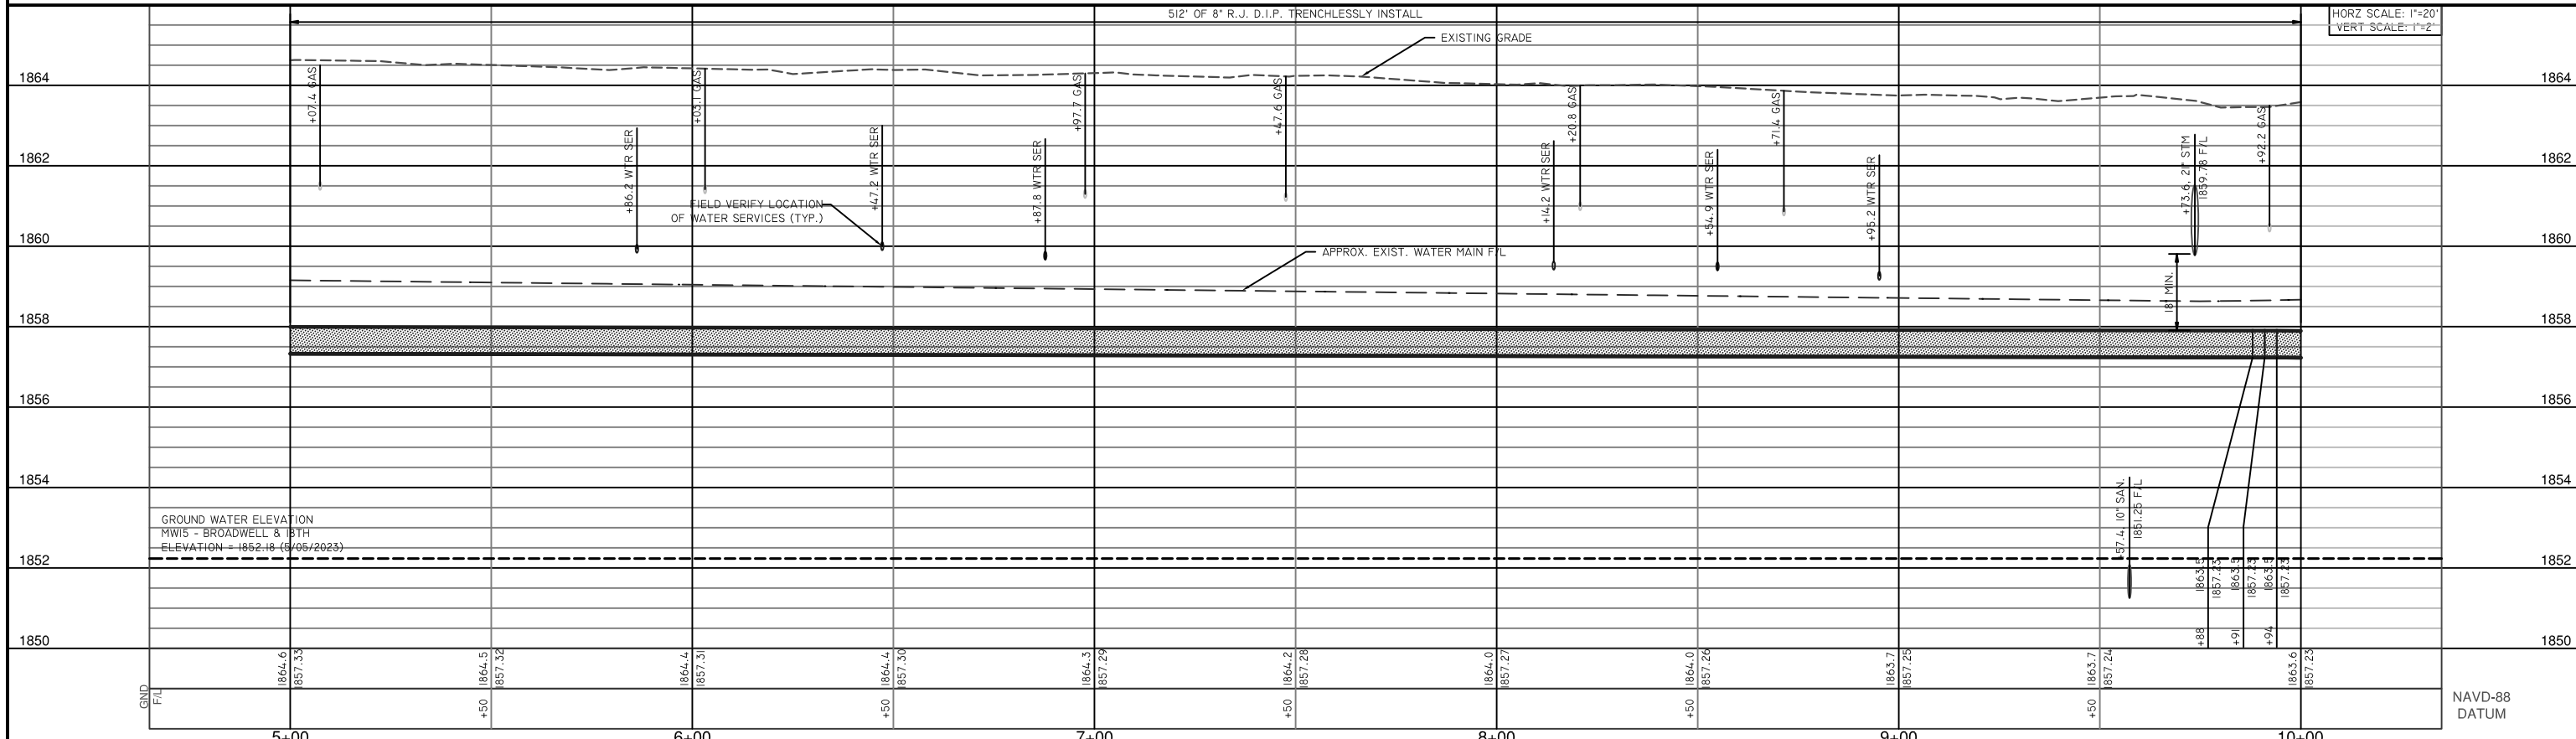 512' OF 8" R.J. D.I.P. TRENCHLESSLY INSTALL
HORZ SCALE: 1"=20'
VERT SCALE: 1"=2'
EXISTING GRADE
1864
1864
+07.4 GAS
+03.1 GAS
+97.7 GAS
+47.6 GAS
+20.8 GAS
+71.4 GAS
+92.2 GAS
1862
1862
+86.2 WTR SER
+47.2 WTR SER
+87.8 WTR SER
+14.2 WTR SER
+54.9 WTR SER
+95.2 WTR SER
+73.6, 21" STM
1859.78 F/L
FIELD VERIFY LOCATION
OF WATER SERVICES (TYP.)
1860
1860
APPROX. EXIST. WATER MAIN F/L
18" MIN.
1858
1858
1856
1856
1854
1854
+57.4, 10" SAN.
1851.25 F/L
GROUND WATER ELEVATION
MW15 - BROADWELL & 18TH
ELEVATION = 1852.18 (5/05/2023)
1852
1852
1863.5
1857.23
1863.5
1857.23
1863.5
1857.23
+88
+91
+94
1850
1850
GND
F/L
1864.6
1857.33
1864.5
1857.32
1864.4
1857.31
1864.4
1857.30
1864.3
1857.29
1864.2
1857.28
1864.0
1857.27
1864.0
1857.26
1863.7
1857.25
1863.7
1857.24
1863.6
1857.23
+50
+50
+50
+50
+50
NAVD-88
DATUM
5+00
6+00
7+00
8+00
9+00
10+00